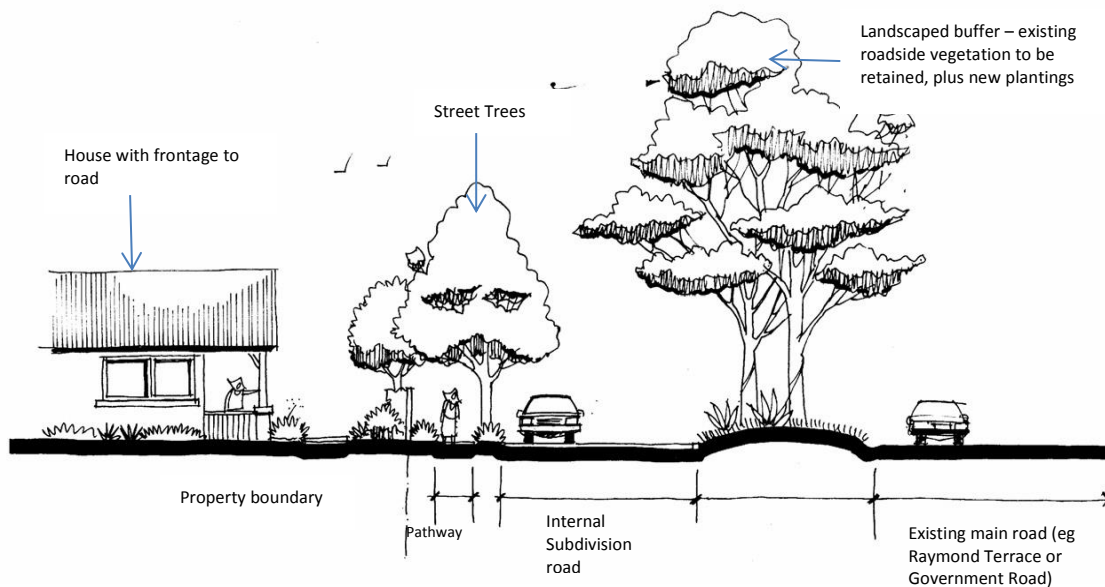 Landscaped buffer – existing
roadside vegetation to be
retained, plus new plantings
Street Trees
House with frontage to
road
Property boundary
Pathway
Internal
Subdivision
road
Existing main road (eg
Raymond Terrace or
Government Road)